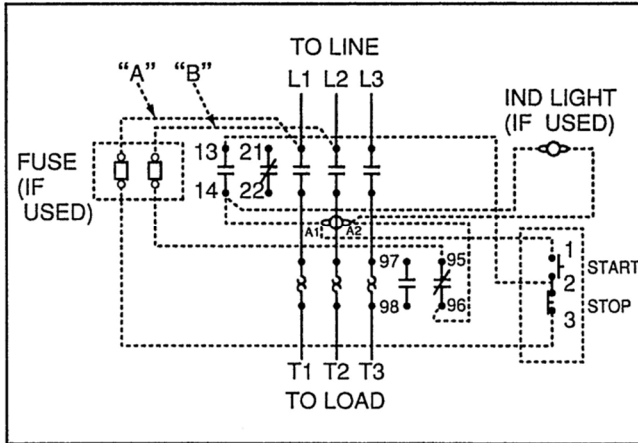 TO LINE
"A" "B" L1 L2 L3
IND LIGHT
(IF USED)
FUSE
(IF
USED)
13 21
14 22
A1 A2
97 95
98 96
1
START
2
STOP
3
T1 T2 T3
TO LOAD